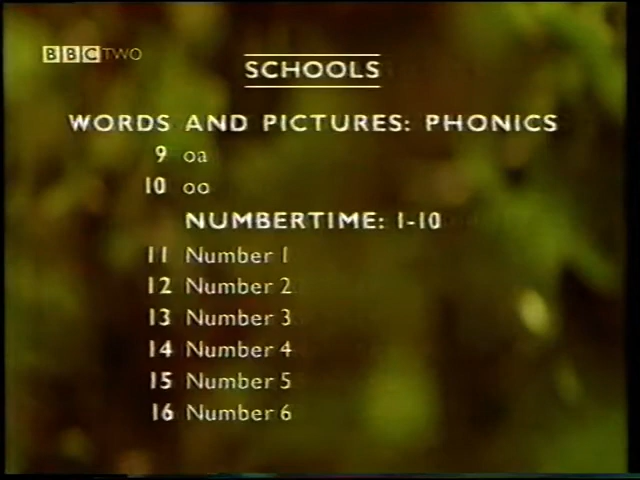 BBC TWO
SCHOOLS
WORDS AND PICTURES: PHONICS
9 oa
10 oo
NUMBERTIME: 1-10
11 Number 1
12 Number 2
13 Number 3
14 Number 4
15 Number 5
16 Number 6